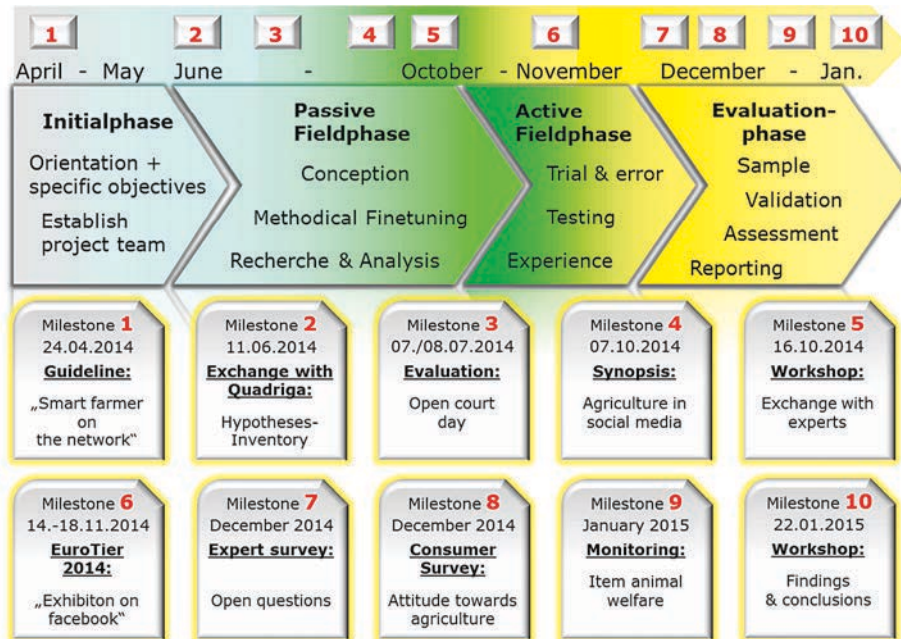 1 2 3 4 5 6 7 8 9 10
April - May June - October - November December - Jan.
Initialphase
Orientation +
specific objectives
Establish
project team
Passive
Fieldphase
Conception
Methodical Finetuning
Recherche & Analysis
Active
Fieldphase
Trial & error
Testing
Experience
Evaluation-
phase
Sample
Validation
Assessment
Reporting
Milestone 1
24.04.2014
Guideline:
„Smart farmer
on
the network“
Milestone 2
11.06.2014
Exchange with
Quadriga:
Hypotheses-
Inventory
Milestone 3
07./08.07.2014
Evaluation:
Open court
day
Milestone 4
07.10.2014
Synopsis:
Agriculture in
social media
Milestone 5
16.10.2014
Workshop:
Exchange with
experts
Milestone 6
14.-18.11.2014
EuroTier
2014:
„Exhibiton on
facebook“
Milestone 7
December 2014
Expert survey:
Open questions
Milestone 8
December 2014
Consumer
Survey:
Attitude towards
agriculture
Milestone 9
January 2015
Monitoring:
Item animal
welfare
Milestone 10
22.01.2015
Workshop:
Findings
& conclusions